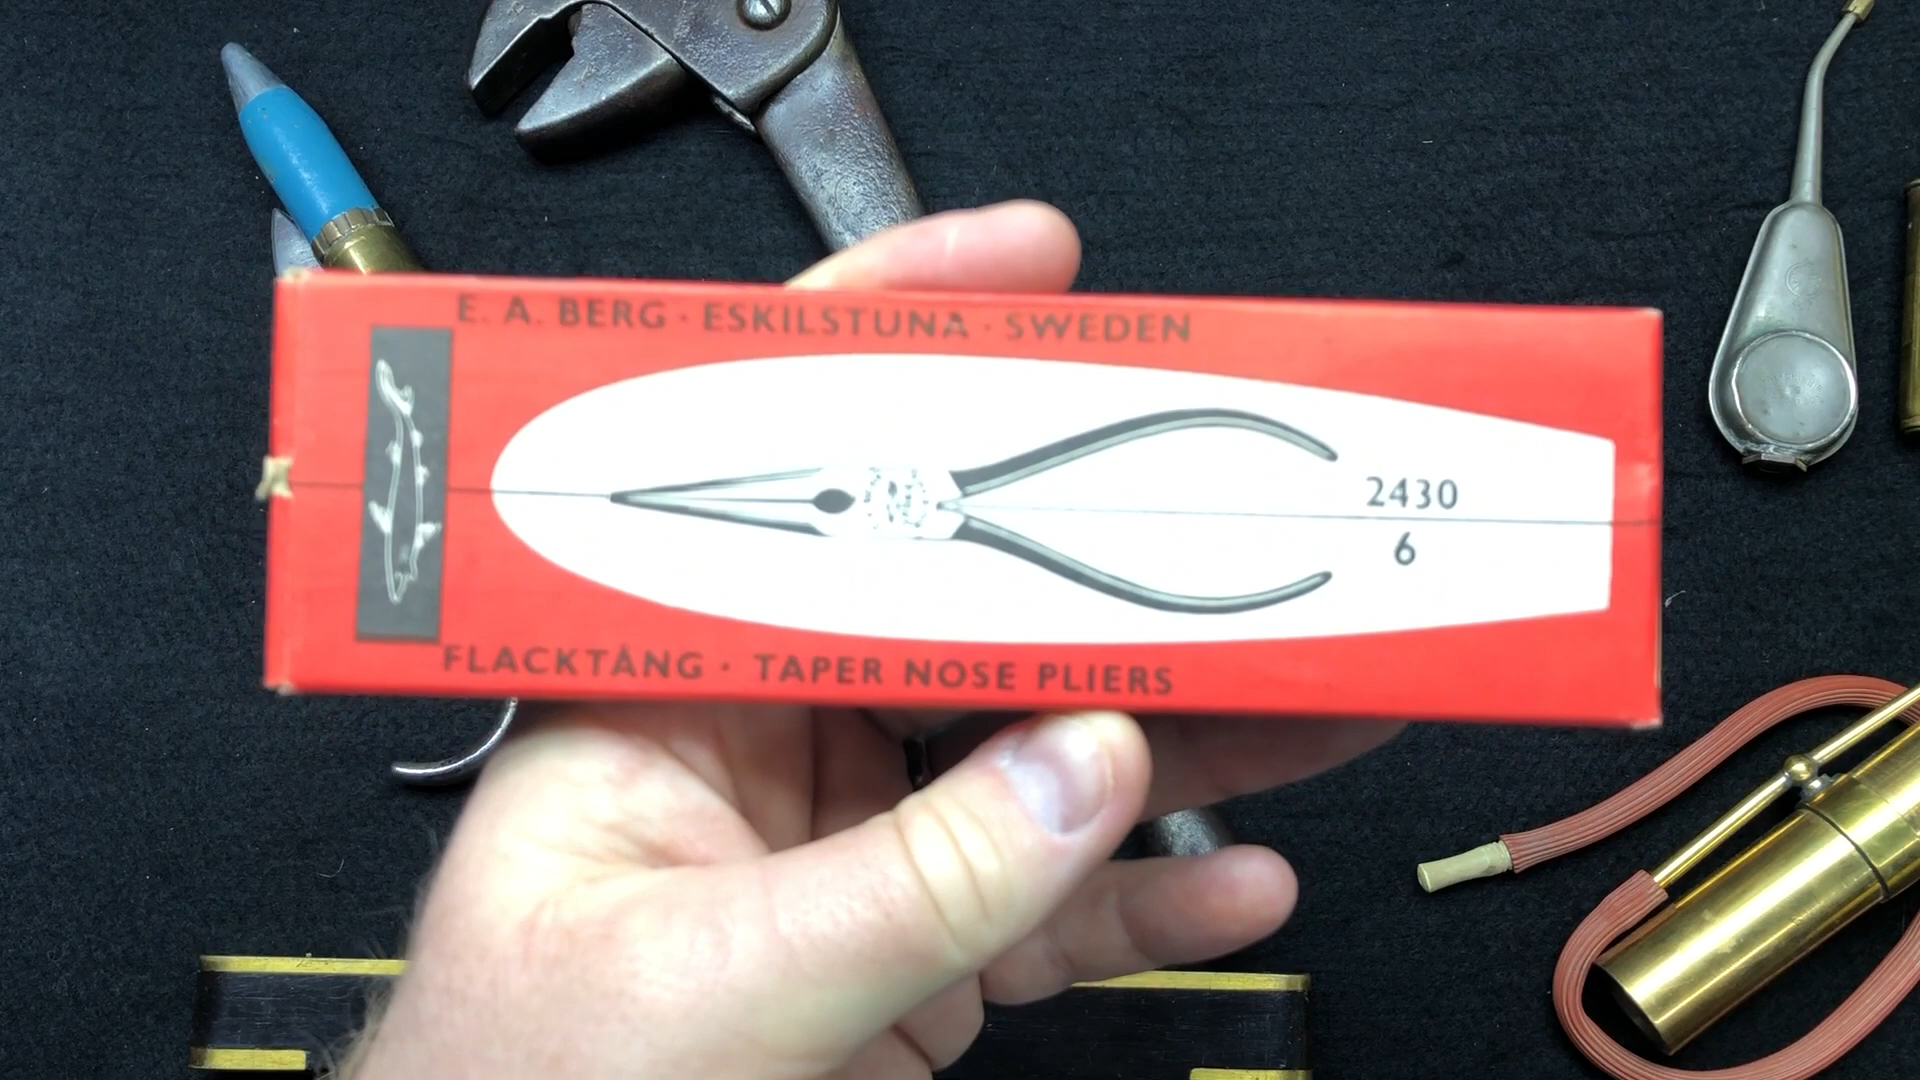 E. A. BERG · ESKILSTUNA · SWEDEN
2430
6
FLACKTÅNG · TAPER NOSE PLIERS